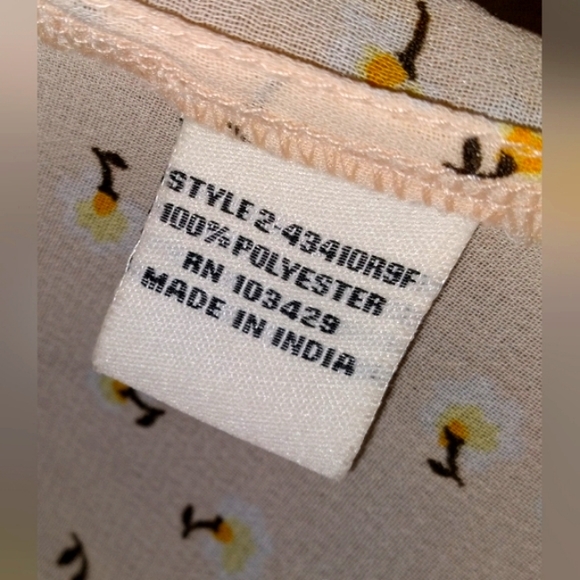 STYLE 2-43410R9F
100% POLYESTER
RN 103429
MADE IN INDIA